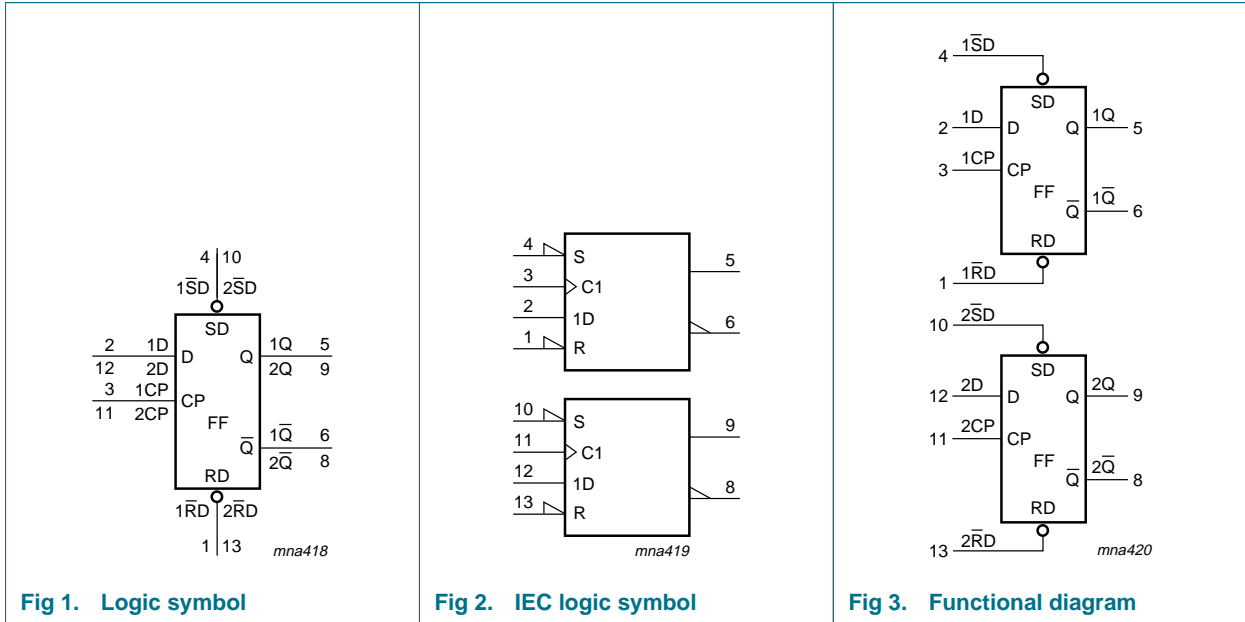 4 10
1S̅D 2S̅D
SD
2 1D D Q 1Q 5
12 2D 2Q 9
3 1CP CP
11 2CP
FF
Q̅ 1Q̅ 6
2Q̅ 8
RD
1R̅D 2R̅D
1 13
mna418
Fig 1. Logic symbol
4 S
5
3 C1
2 1D
6
1 R
10 S
9
11 C1
12 1D
8
13 R
mna419
Fig 2. IEC logic symbol
4 1S̅D
SD
2 1D D Q 1Q 5
3 1CP CP
FF
Q̅ 1Q̅ 6
RD
1 1R̅D
10 2S̅D
SD
12 2D D Q 2Q 9
11 2CP CP
FF
Q̅ 2Q̅ 8
RD
13 2R̅D
mna420
Fig 3. Functional diagram